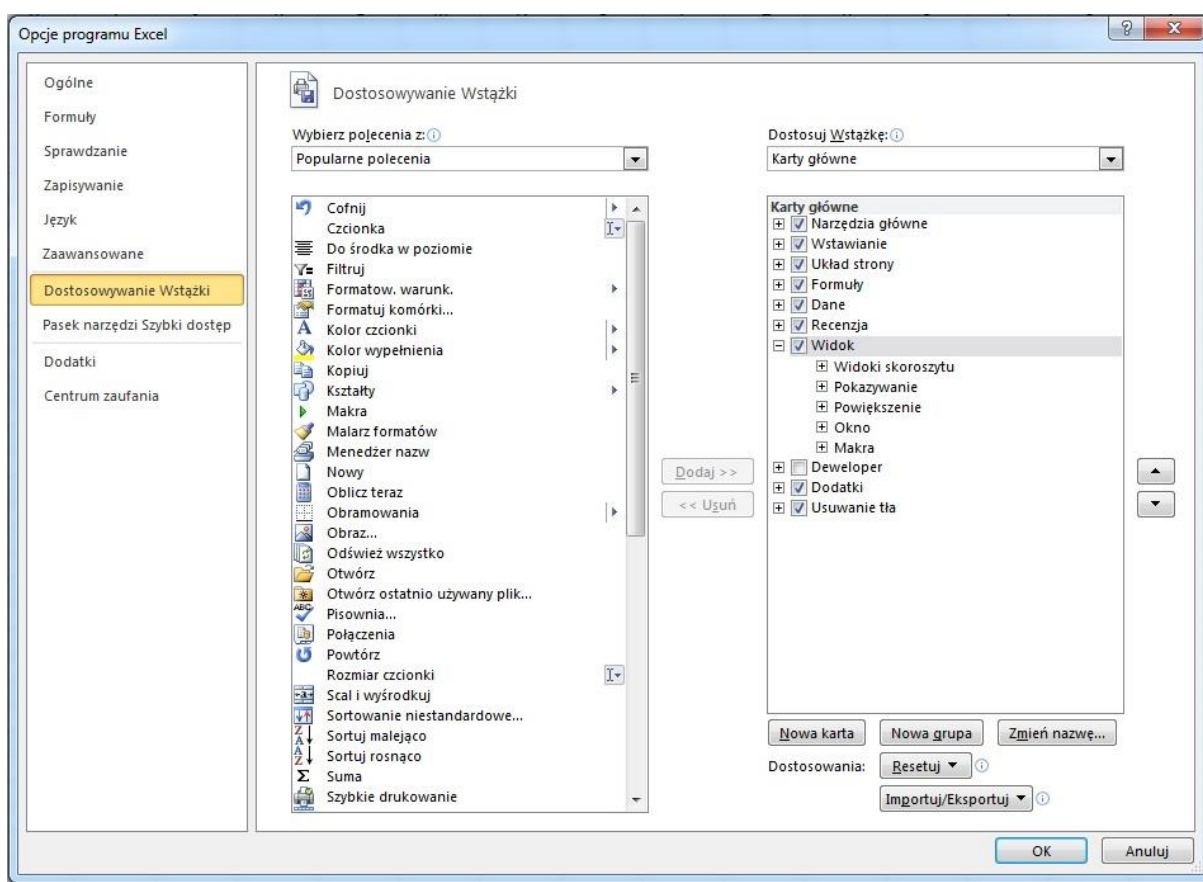 Opcje programu Excel
Ogólne
Formuły
Sprawdzanie
Zapisywanie
Język
Zaawansowane
Dostosowywanie Wstążki
Pasek narzędzi Szybki dostęp
Dodatki
Centrum zaufania
Dostosowywanie Wstążki
Wybierz polecenia z:
Popularne polecenia
Cofnij
Czcionka
Do środka w poziomie
Filtruj
Formatow. warunk.
Formatuj komórki...
Kolor czcionki
Kolor wypełnienia
Kopiuj
Kształty
Makra
Malarz formatów
Menedżer nazw
Nowy
Oblicz teraz
Obramowania
Obraz...
Odśwież wszystko
Otwórz
Otwórz ostatnio używany plik...
Pisownia...
Połączenia
Powtórz
Rozmiar czcionki
Scal i wyśrodkuj
Sortowanie niestandardowe...
Sortuj malejąco
Sortuj rosnąco
Suma
Szybkie drukowanie
Dodaj >>
<< Usuń
Dostosuj Wstążkę:
Karty główne
Karty główne
Narzędzia główne
Wstawianie
Układ strony
Formuły
Dane
Recenzja
Widok
Widoki skoroszytu
Pokazywanie
Powiększenie
Okno
Makra
Deweloper
Dodatki
Usuwanie tła
Nowa karta Nowa grupa Zmień nazwę...
Dostosowania: Resetuj
Importuj/Eksportuj
OK Anuluj